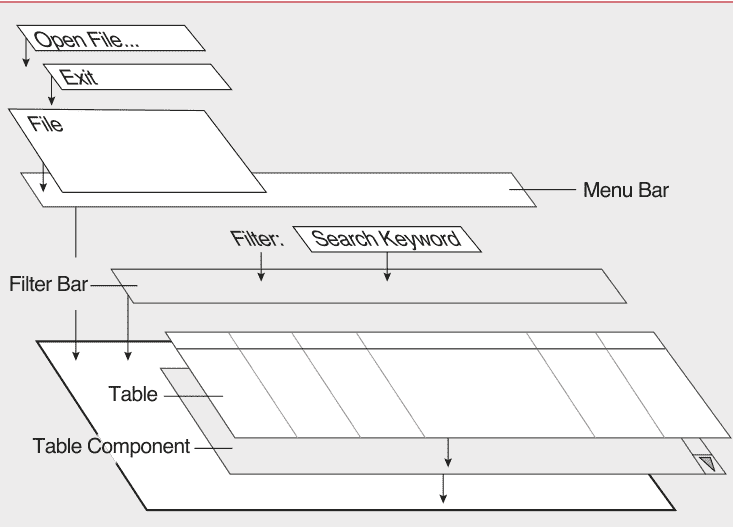 Open File...
Exit
File
Menu Bar
Filter: Search Keyword
Filter Bar
Table
Table Component